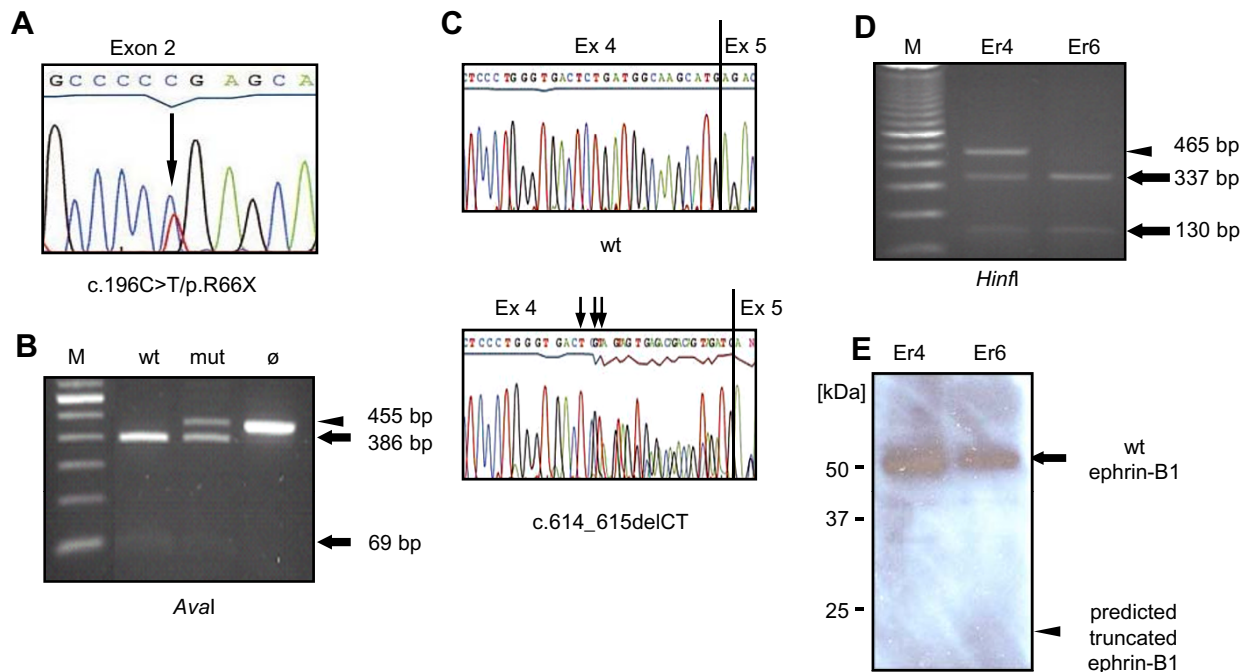 A
Exon 2
G C C C C C G A G C A
c.196C>T/p.R66X
B
M wt mut ø
455 bp
386 bp
69 bp
AvaI
C
Ex 4 Ex 5
CTCCCTGGGTGACTCTGATGGCAAGCATGAGAC
wt
Ex 4 Ex 5
c.614_615delCT
D
M Er4 Er6
465 bp
337 bp
130 bp
HinfI
E
Er4 Er6
[kDa]
50
37
25
wt
ephrin-B1
predicted
truncated
ephrin-B1